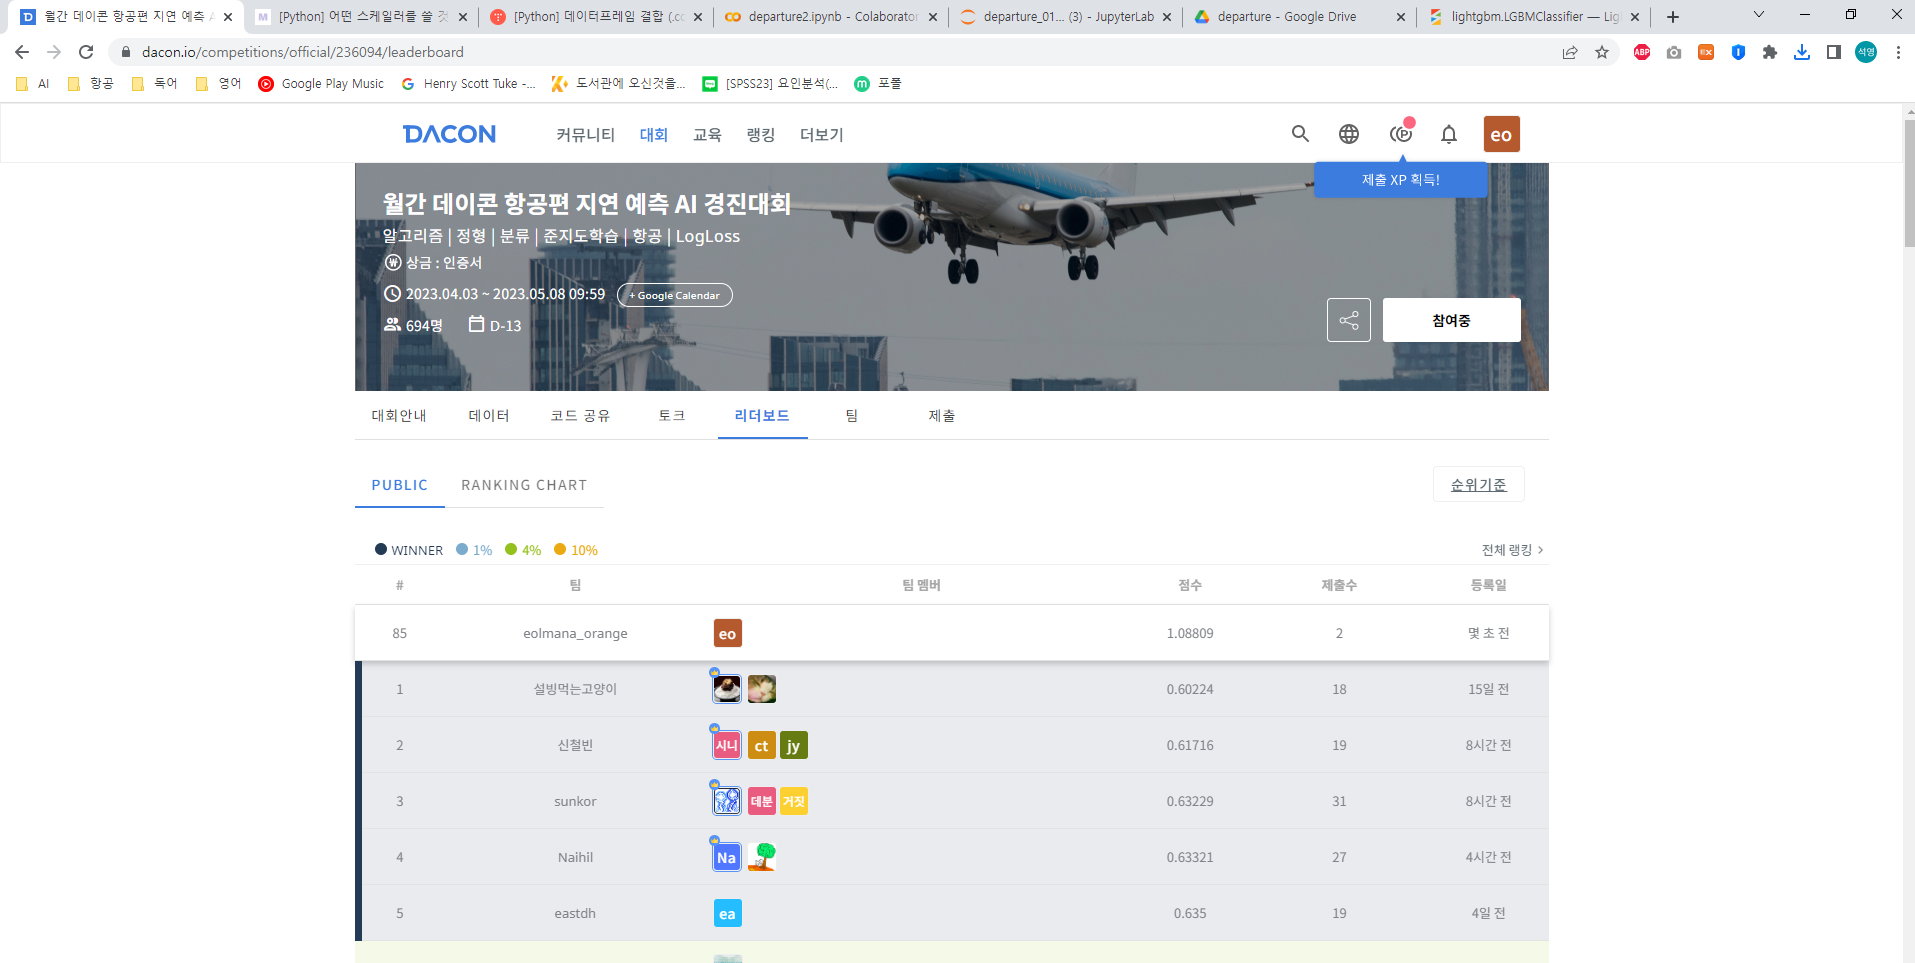 월간 데이콘 항공편 지연 예측 A
[Python] 어떤 스케일러를 쓸 것
[Python] 데이터프레임 결합 (.cc
departure2.ipynb - Colaborator
departure_01... (3) - JupyterLab
departure - Google Drive
lightgbm.LGBMClassifier — Lig
dacon.io/competitions/official/236094/leaderboard
ABP
EX
석영
AI
항공
독어
영어
Google Play Music
Henry Scott Tuke -...
도서관에 오신것을...
[SPSS23] 요인분석(...
포폴
DACON
커뮤니티
대회
교육
랭킹
더보기
P
eo
제출 XP 획득!
월간 데이콘 항공편 지연 예측 AI 경진대회
알고리즘 | 정형 | 분류 | 준지도학습 | 항공 | LogLoss
₩ 상금 : 인증서
2023.04.03 ~ 2023.05.08 09:59
+ Google Calendar
694명
D-13
참여중
대회안내
데이터
코드 공유
토크
리더보드
팀
제출
PUBLIC
RANKING CHART
순위기준
WINNER
1%
4%
10%
전체 랭킹 >
#
팀
팀 멤버
점수
제출수
등록일
85
eolmana_orange
eo
1.08809
2
몇 초 전
1
설빙먹는고양이
0.60224
18
15일 전
2
신철빈
시니
ct
jy
0.61716
19
8시간 전
3
sunkor
데분
거짓
0.63229
31
8시간 전
4
Naihil
Na
0.63321
27
4시간 전
5
eastdh
ea
0.635
19
4일 전